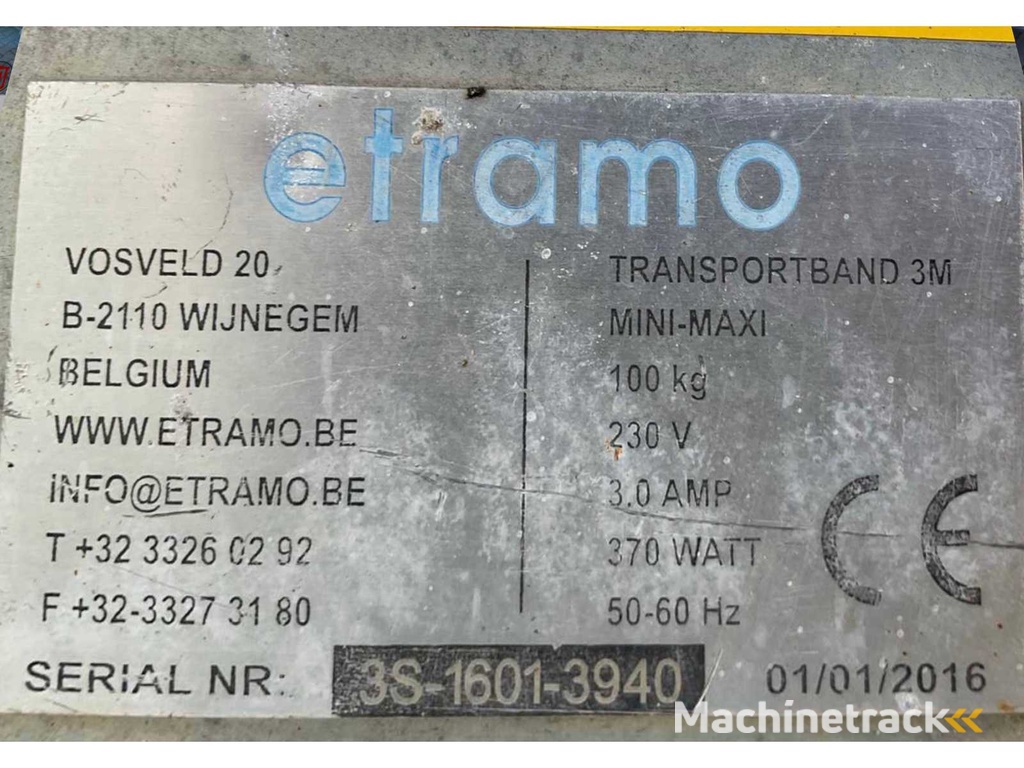 etramo
VOSVELD 20
B-2110 WIJNEGEM
BELGIUM
WWW.ETRAMO.BE
INFO@ETRAMO.BE
T +32 3326 02 92
F +32-3327 31 80
TRANSPORTBAND 3M
MINI-MAXI
100 kg
230 V
3.0 AMP
370 WATT
50-60 Hz
CE
SERIAL NR: 3S-1601-3940 01/01/2016
Machinetrack